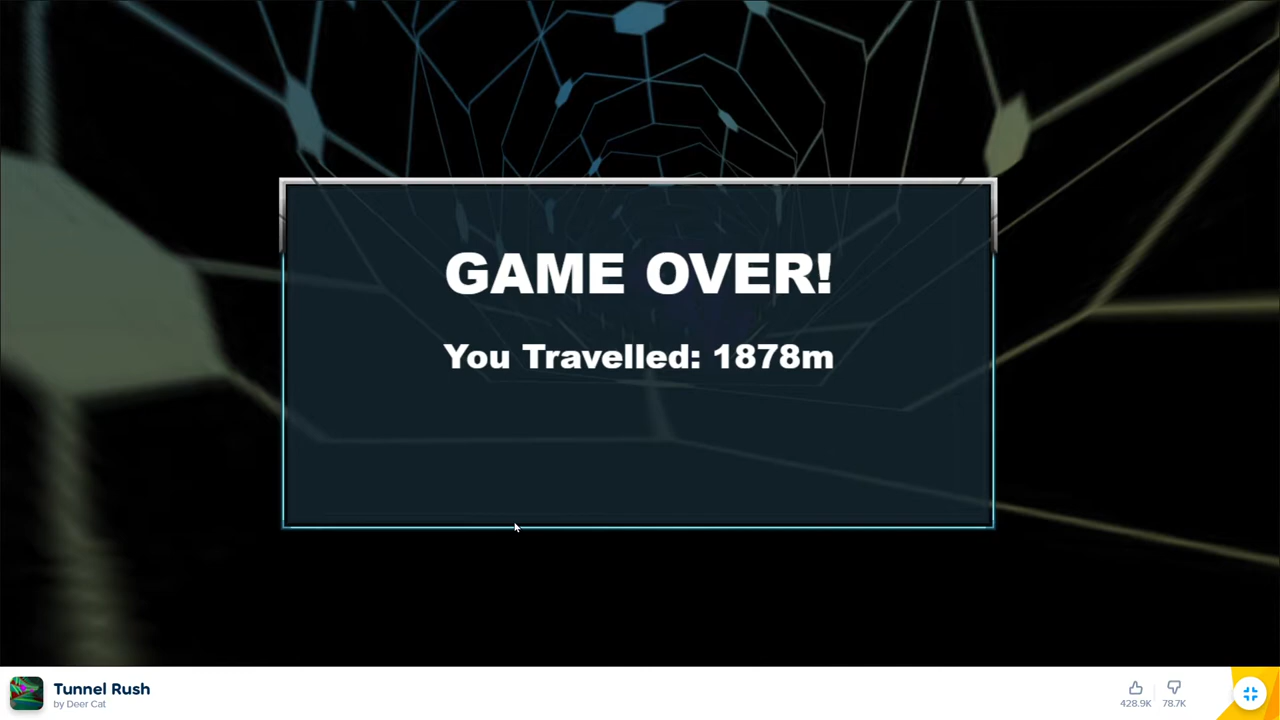 GAME OVER!
You Travelled: 1878m
Tunnel Rush
by Deer Cat
428.9K
78.7K